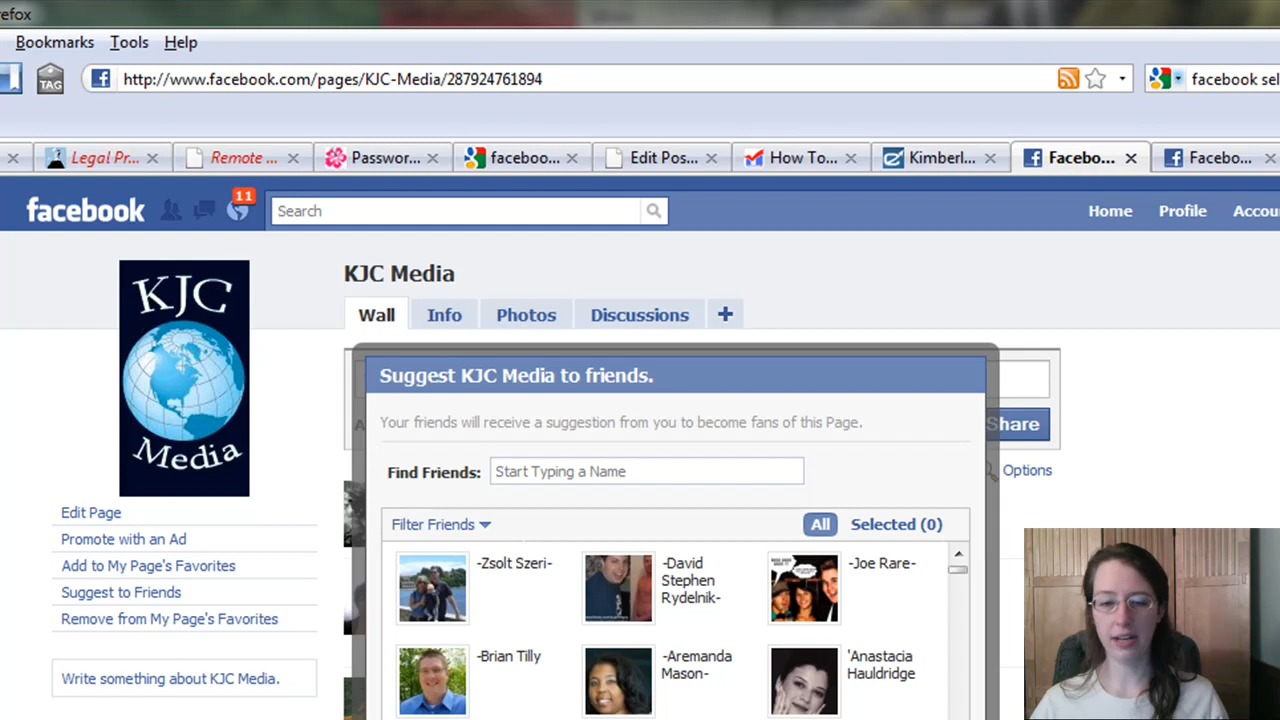 refox
Bookmarks Tools Help
TAG http://www.facebook.com/pages/KJC-Media/287924761894 facebook sel
Legal Pr... Remote ... Passwor... faceboo... Edit Pos... How To... Kimberl... Facebo... Facebo...
facebook 11 Search Home Profile Accou
KJC Media
KJC
Media
Wall Info Photos Discussions +
Suggest KJC Media to friends.
Your friends will receive a suggestion from you to become fans of this Page.
Share
Find Friends: Start Typing a Name
Options
Filter Friends All Selected (0)
Edit Page
Promote with an Ad
Add to My Page's Favorites
Suggest to Friends
Remove from My Page's Favorites
Write something about KJC Media.
-Zsolt Szeri-
-David
Stephen
Rydelnik-
-Joe Rare-
-Brian Tilly
-Aremanda
Mason-
'Anastacia
Hauldridge